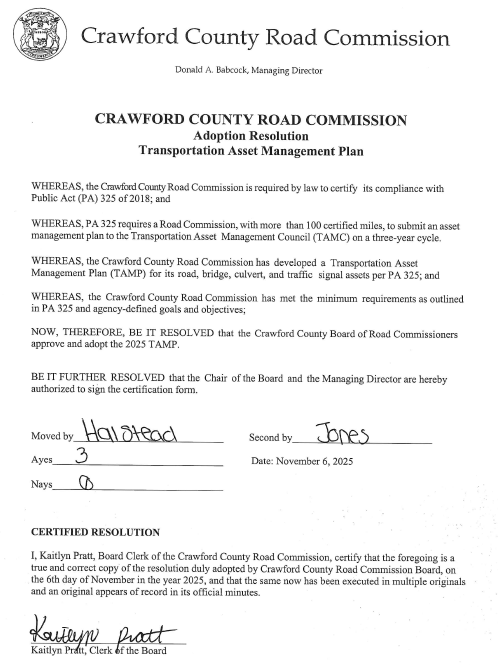 Crawford County Road Commission
Donald A. Babcock, Managing Director
CRAWFORD COUNTY ROAD COMMISSION
Adoption Resolution
Transportation Asset Management Plan
WHEREAS, the Crawford County Road Commission is required by law to certify its compliance with
Public Act (PA) 325 of 2018; and
WHEREAS, PA 325 requires a Road Commission, with more than 100 certified miles, to submit an asset
management plan to the Transportation Asset Management Council (TAMC) on a three-year cycle.
WHEREAS, the Crawford County Road Commission has developed a Transportation Asset
Management Plan (TAMP) for its road, bridge, culvert, and traffic signal assets per PA 325; and
WHEREAS, the Crawford County Road Commission has met the minimum requirements as outlined
in PA 325 and agency-defined goals and objectives;
NOW, THEREFORE, BE IT RESOLVED that the Crawford County Board of Road Commissioners
approve and adopt the 2025 TAMP.
BE IT FURTHER RESOLVED that the Chair of the Board and the Managing Director are hereby
authorized to sign the certification form.
Moved by Halstead Second by Jones
Ayes 3 Date: November 6, 2025
Nays 0
CERTIFIED RESOLUTION
I, Kaitlyn Pratt, Board Clerk of the Crawford County Road Commission, certify that the foregoing is a
true and correct copy of the resolution duly adopted by Crawford County Road Commission Board, on
the 6th day of November in the year 2025, and that the same now has been executed in multiple originals
and an original appears of record in its official minutes.
Kaitlyn Pratt
Kaitlyn Pratt, Clerk of the Board